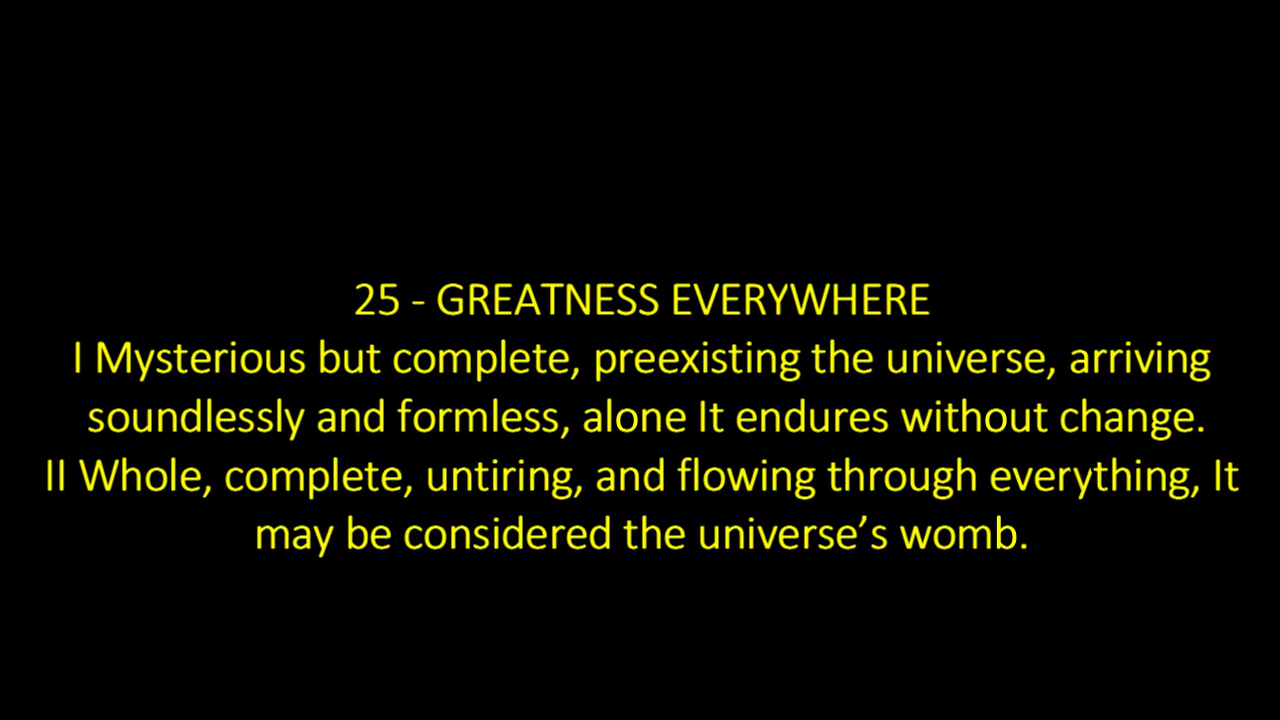 25 - GREATNESS EVERYWHERE
I Mysterious but complete, preexisting the universe, arriving
soundlessly and formless, alone It endures without change.
II Whole, complete, untiring, and flowing through everything, It
may be considered the universe’s womb.